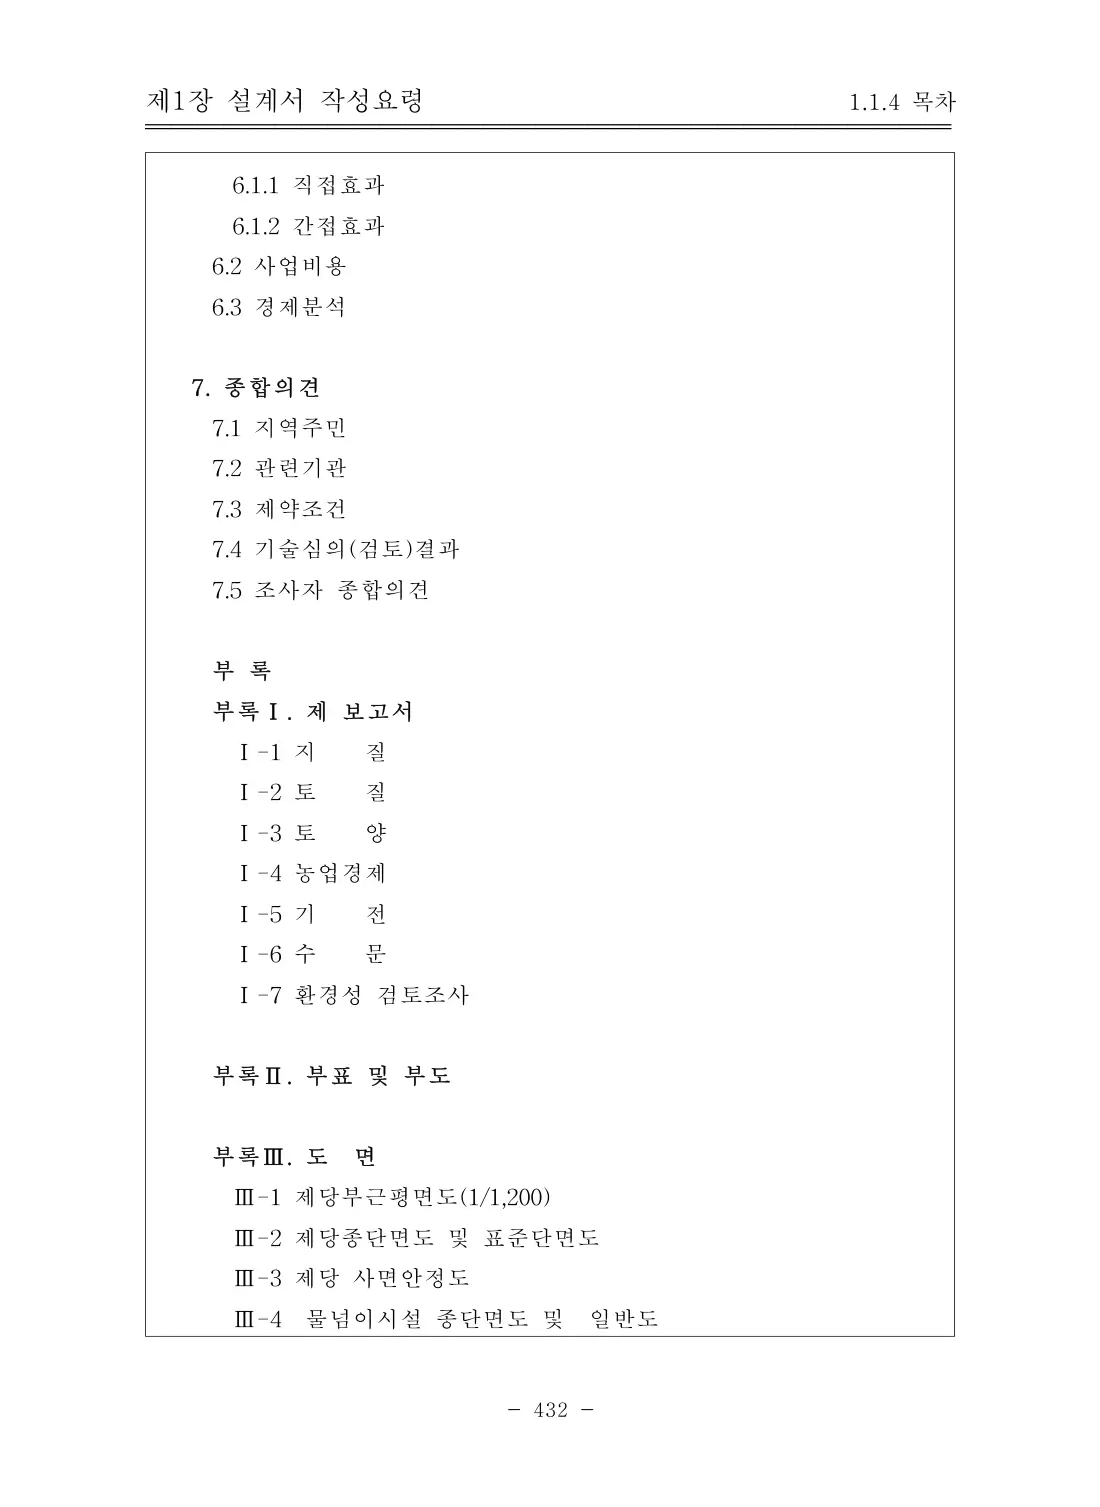 제1장 설계서 작성요령 1.1.4 목차
6.1.1 직접효과
6.1.2 간접효과
6.2 사업비용
6.3 경제분석
7. 종합의견
7.1 지역주민
7.2 관련기관
7.3 제약조건
7.4 기술심의(검토)결과
7.5 조사자 종합의견
부 록
부록Ⅰ. 제 보고서
Ⅰ-1 지 질
Ⅰ-2 토 질
Ⅰ-3 토 양
Ⅰ-4 농업경제
Ⅰ-5 기 전
Ⅰ-6 수 문
Ⅰ-7 환경성 검토조사
부록Ⅱ. 부표 및 부도
부록Ⅲ. 도 면
Ⅲ-1 제당부근평면도(1/1,200)
Ⅲ-2 제당종단면도 및 표준단면도
Ⅲ-3 제당 사면안정도
Ⅲ-4 물넘이시설 종단면도 및 일반도
- 432 -